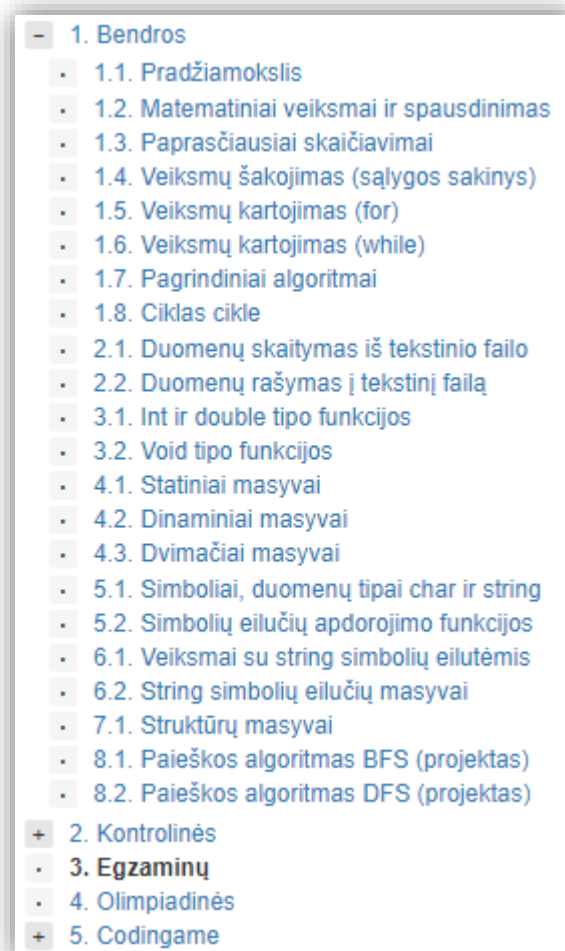 1. Bendros
1.1. Pradžiamokslis
1.2. Matematiniai veiksmai ir spausdinimas
1.3. Paprasčiausiai skaičiavimai
1.4. Veiksmų šakojimas (sąlygos sakinys)
1.5. Veiksmų kartojimas (for)
1.6. Veiksmų kartojimas (while)
1.7. Pagrindiniai algoritmai
1.8. Ciklas cikle
2.1. Duomenų skaitymas iš tekstinio failo
2.2. Duomenų rašymas į tekstinį failą
3.1. Int ir double tipo funkcijos
3.2. Void tipo funkcijos
4.1. Statiniai masyvai
4.2. Dinaminiai masyvai
4.3. Dvimačiai masyvai
5.1. Simboliai, duomenų tipai char ir string
5.2. Simbolių eilučių apdorojimo funkcijos
6.1. Veiksmai su string simbolių eilutėmis
6.2. String simbolių eilučių masyvai
7.1. Struktūrų masyvai
8.1. Paieškos algoritmas BFS (projektas)
8.2. Paieškos algoritmas DFS (projektas)
2. Kontrolinės
3. Egzaminų
4. Olimpiadinės
5. Codingame